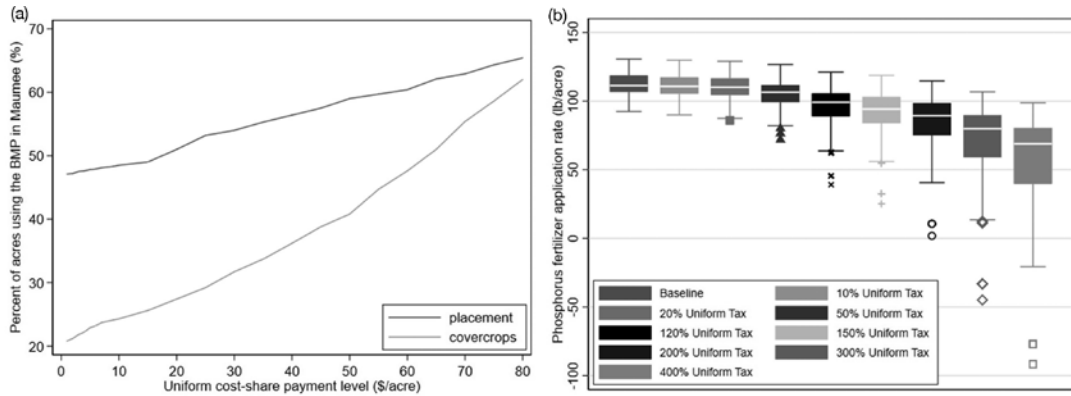 (a)
Percent of acres using the BMP in Maumee (%)
70
60
50
40
30
20
0
10
20
30
40
50
60
70
80
Uniform cost-share payment level ($/acre)
placement
covercrops
(b)
Phosphorus fertilizer application rate (lb/acre)
150
100
50
0
-50
-100
Baseline
10% Uniform Tax
20% Uniform Tax
50% Uniform Tax
120% Uniform Tax
150% Uniform Tax
200% Uniform Tax
300% Uniform Tax
400% Uniform Tax